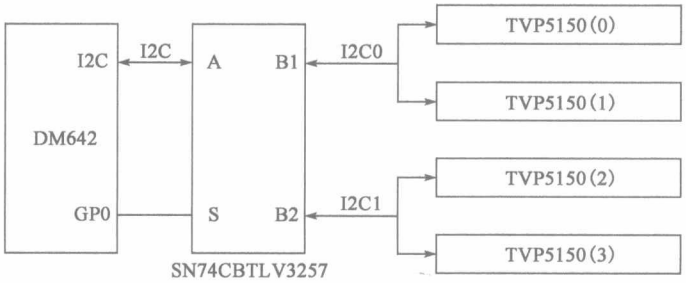 TVP5150(0)
I2C I2C A B1 I2C0
TVP5150(1)
DM642
TVP5150(2)
GP0 S B2 I2C1
TVP5150(3)
SN74CBTLV3257